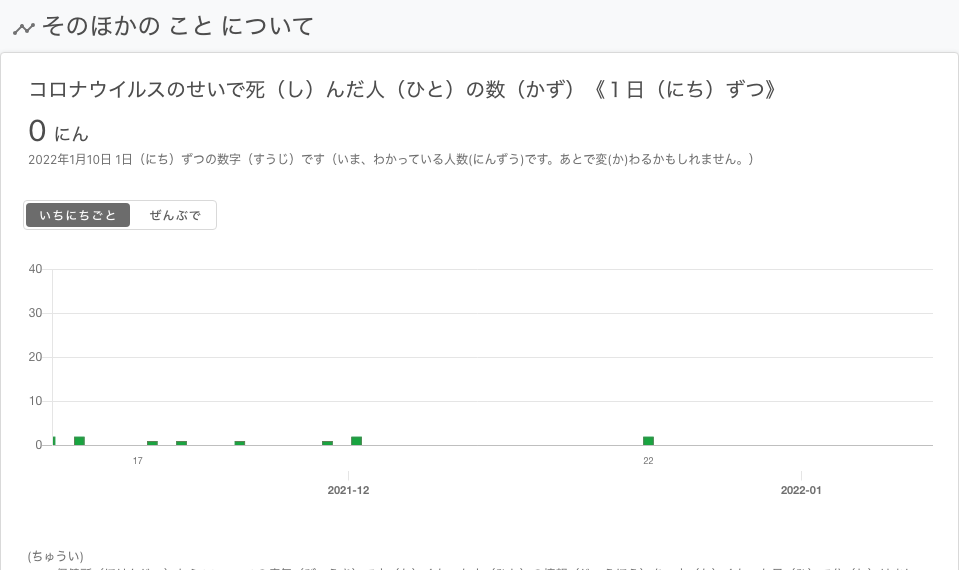 そのほかの こと について
コロナウイルスのせいで死（し）んだ人（ひと）の数（かず）《１日（にち）ずつ》
0 にん
2022年1月10日 1日（にち）ずつの数字（すうじ）です（いま、わかっている人数(にんずう)です。あとで変(か)わるかもしれません。）
いちにちごと ぜんぶで
40
30
20
10
0
17 22
2021-12 2022-01
(ちゅうい)